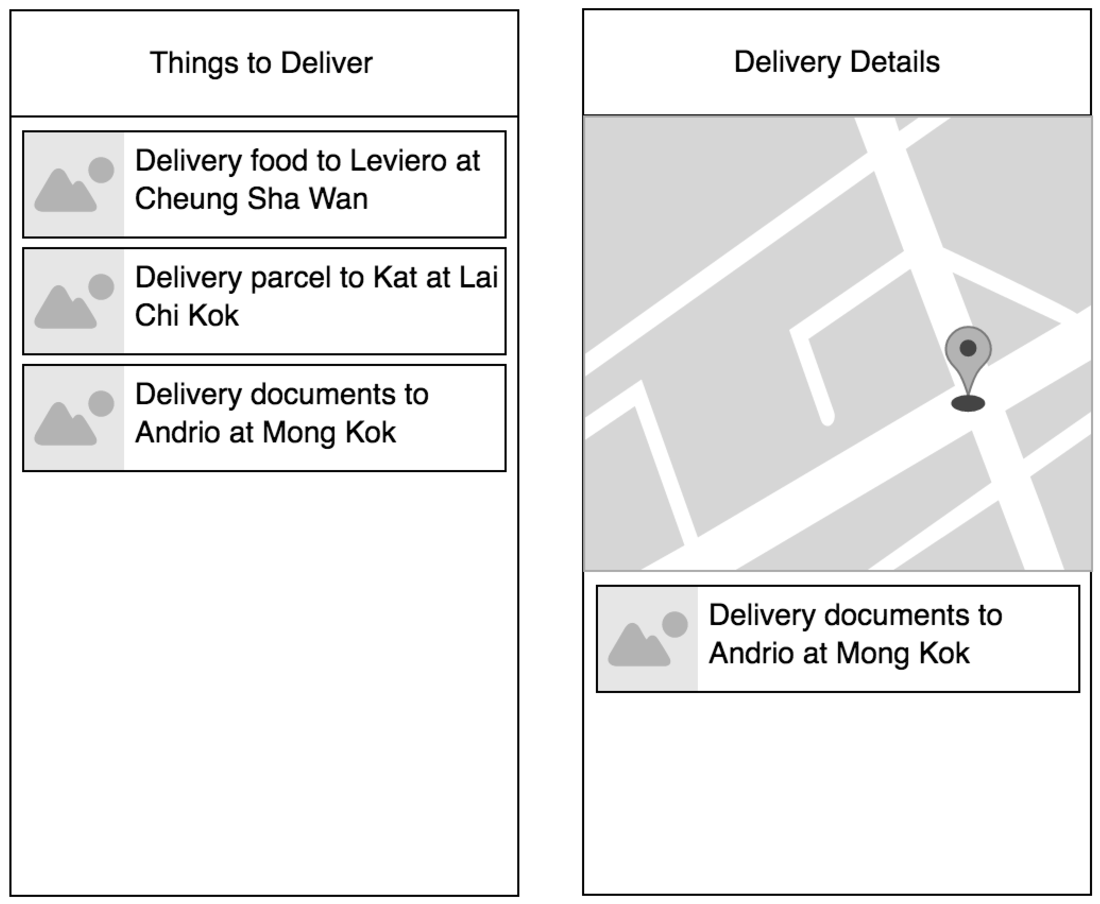 Things to Deliver
Delivery food to Leviero at
Cheung Sha Wan
Delivery parcel to Kat at Lai
Chi Kok
Delivery documents to
Andrio at Mong Kok
Delivery Details
Delivery documents to
Andrio at Mong Kok